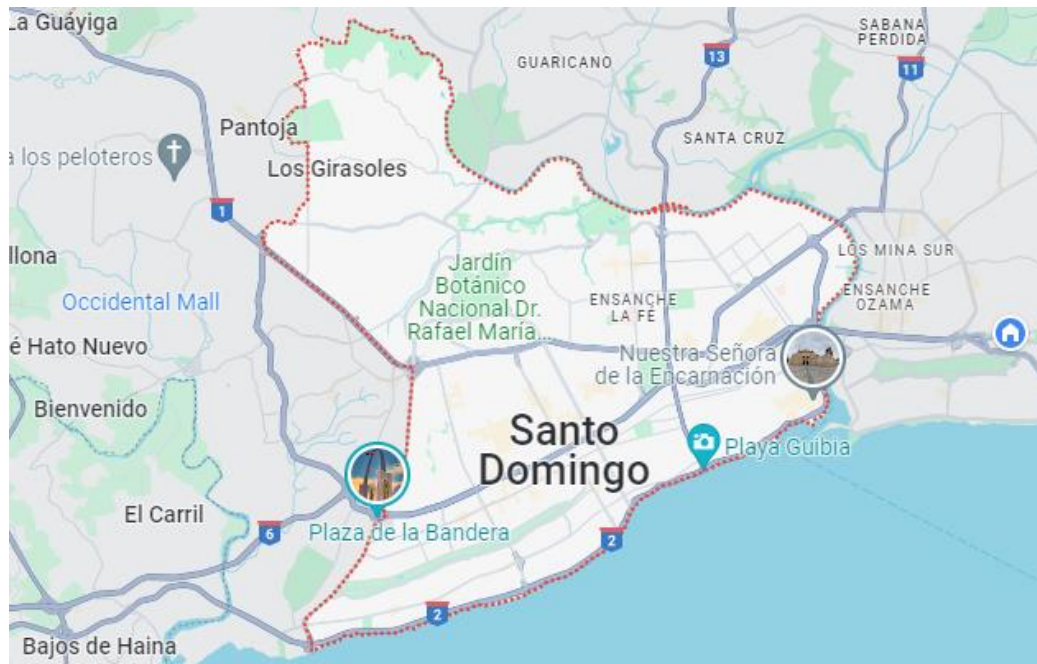 La Guáyiga
SABANA
PERDIDA
GUARICANO
13
11
Pantoja
SANTA CRUZ
a los peloteros
Los Girasoles
1
llona
LOS MINA SUR
Jardín
Botánico
Nacional Dr.
Rafael María...
Occidental Mall
ENSANCHE
LA FÉ
ENSANCHE
OZAMA
é Hato Nuevo
Nuestra Señora
de la Encarnación
Bienvenido
Santo
Domingo
Playa Guibia
El Carril
6
Plaza de la Bandera
2
2
Bajos de Haina